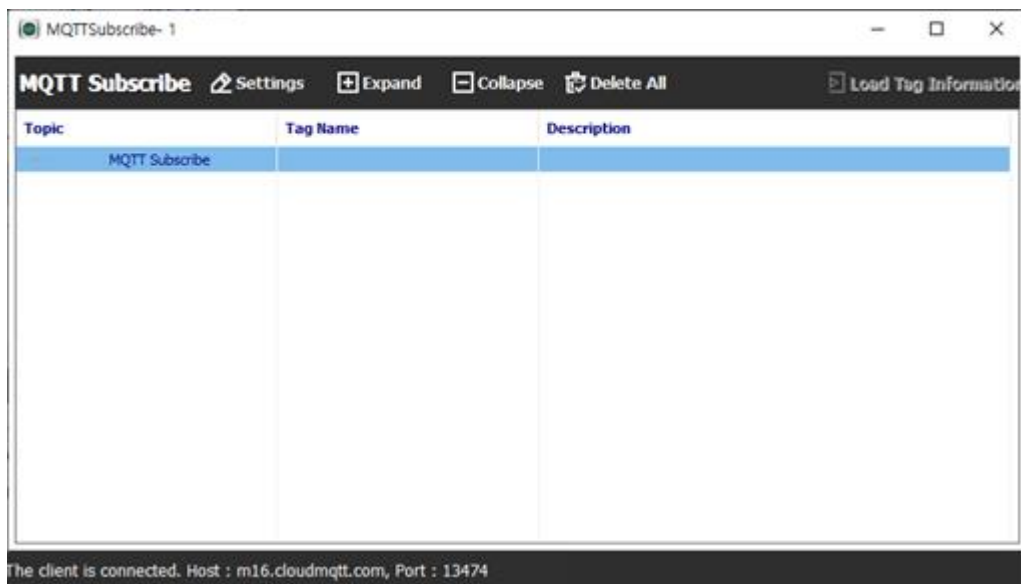 MQTTSubscribe- 1
MQTT Subscribe Settings Expand Collapse Delete All Load Tag Information
Topic Tag Name Description
MQTT Subscribe
The client is connected. Host : m16.cloudmqtt.com, Port : 13474